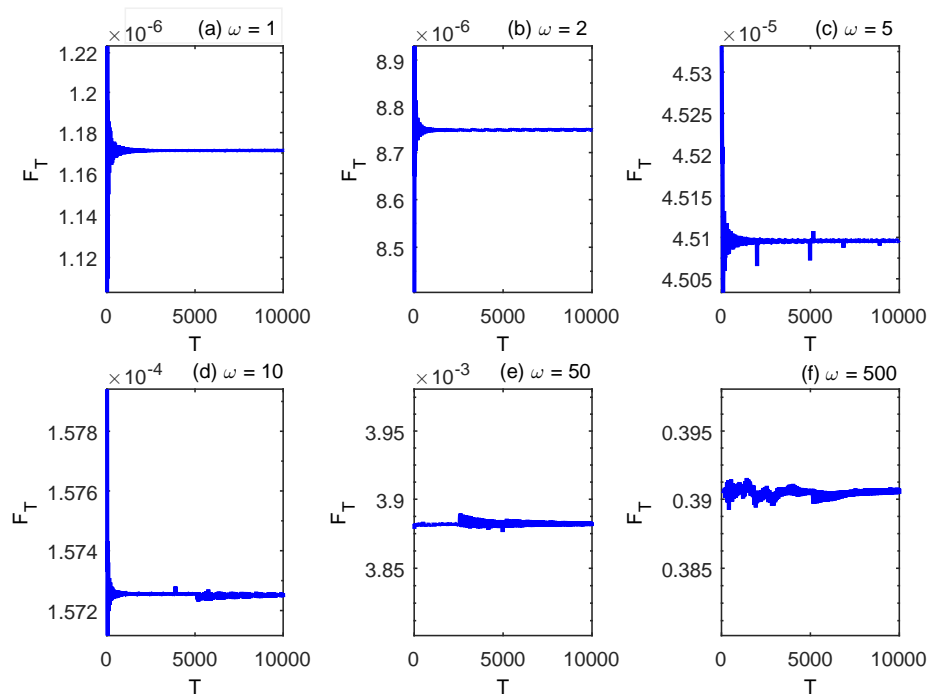 ×10⁻⁶ (a) ω = 1
1.22
1.2
1.18
1.16
1.14
1.12
F_T
0 5000 10000
T
×10⁻⁶ (b) ω = 2
8.9
8.8
8.7
8.6
8.5
F_T
0 5000 10000
T
×10⁻⁵ (c) ω = 5
4.53
4.525
4.52
4.515
4.51
4.505
F_T
0 5000 10000
T
×10⁻⁴ (d) ω = 10
1.578
1.576
1.574
1.572
F_T
0 5000 10000
T
×10⁻³ (e) ω = 50
3.95
3.9
3.85
F_T
0 5000 10000
T
(f) ω = 500
0.395
0.39
0.385
F_T
0 5000 10000
T